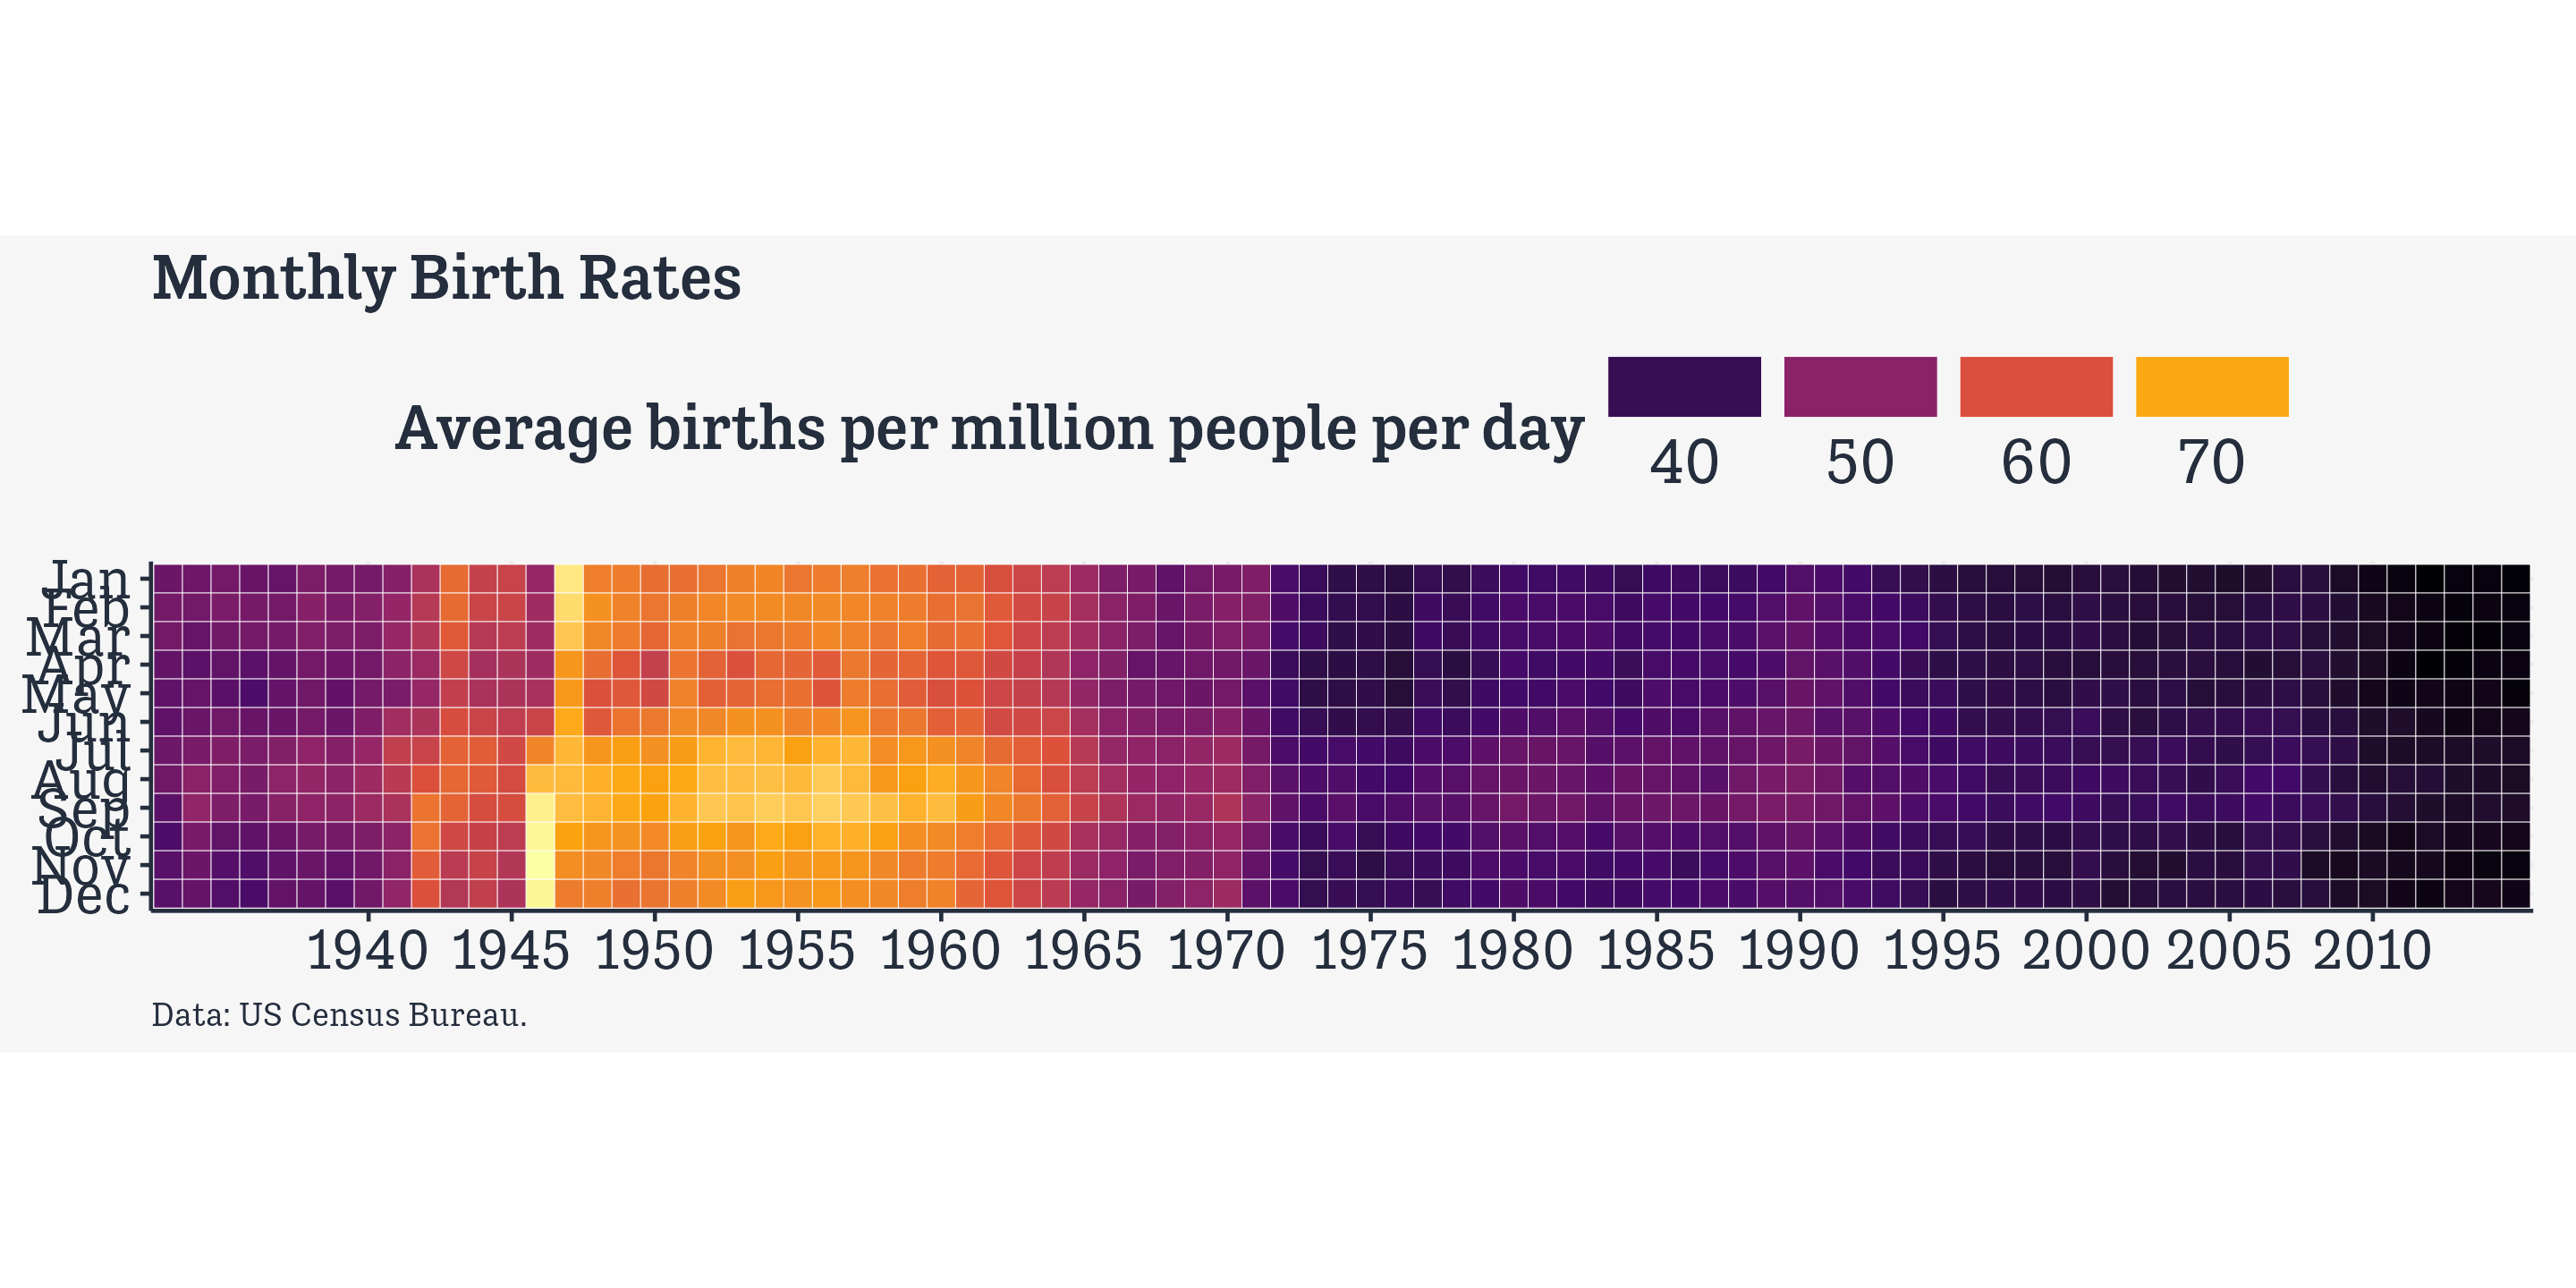 Monthly Birth Rates
Average births per million people per day
40 50 60 70
Jan
Feb
Mar
Apr
May
Jun
Jul
Aug
Sep
Oct
Nov
Dec
1940 1945 1950 1955 1960 1965 1970 1975 1980 1985 1990 1995 2000 2005 2010
Data: US Census Bureau.